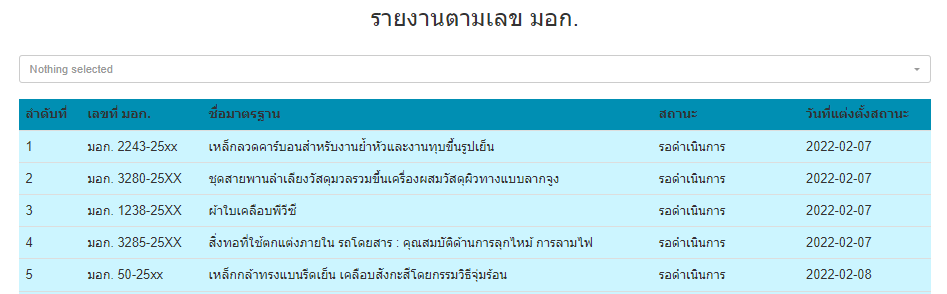 รายงานตามเลข มอก.
Nothing selected
ลำดับที่ เลขที่ มอก. ชื่อมาตรฐาน สถานะ วันที่แต่งตั้งสถานะ
1 มอก. 2243-25xx เหล็กลวดคาร์บอนสำหรับงานย้ำหัวและงานทุบขึ้นรูปเย็น รอดำเนินการ 2022-02-07
2 มอก. 3280-25XX ชุดสายพานลำเลียงวัสดุมวลรวมขึ้นเครื่องผสมวัสดุผิวทางแบบลากจูง รอดำเนินการ 2022-02-07
3 มอก. 1238-25XX ผ้าใบเคลือบพีวีซี รอดำเนินการ 2022-02-07
4 มอก. 3285-25XX สิ่งทอที่ใช้ตกแต่งภายใน รถโดยสาร : คุณสมบัติด้านการลุกไหม้ การลามไฟ รอดำเนินการ 2022-02-07
5 มอก. 50-25xx เหล็กกล้าทรงแบนรีดเย็น เคลือบสังกะสีโดยกรรมวิธีจุ่มร้อน รอดำเนินการ 2022-02-08